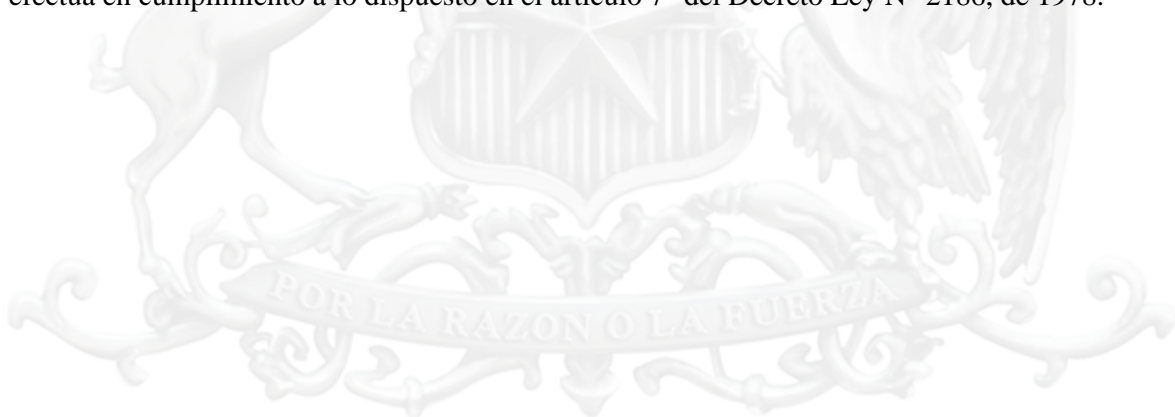 efectúa en cumplimiento a lo dispuesto en el artículo 7° del Decreto Ley N° 2186, de 1978.
POR LA RAZON O LA FUERZA